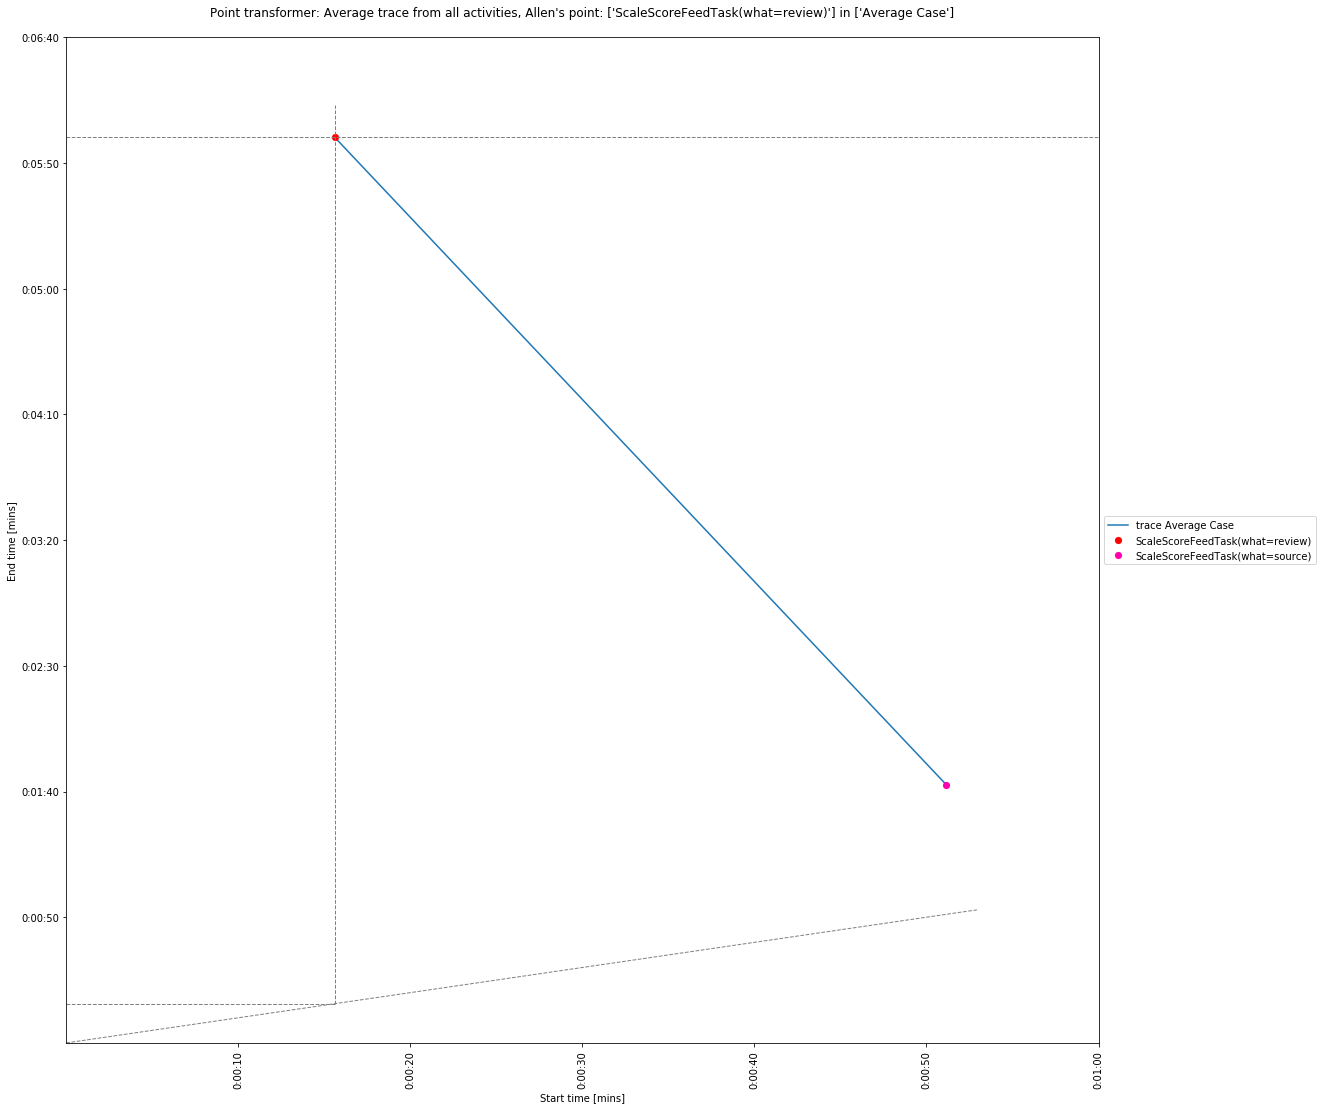 Point transformer: Average trace from all activities, Allen's point: ['ScaleScoreFeedTask(what=review)'] in ['Average Case']
0:06:40
0:05:50
0:05:00
0:04:10
0:03:20
0:02:30
0:01:40
0:00:50
End time [mins]
trace Average Case
ScaleScoreFeedTask(what=review)
ScaleScoreFeedTask(what=source)
0:00:10
0:00:20
0:00:30
0:00:40
0:00:50
0:01:00
Start time [mins]